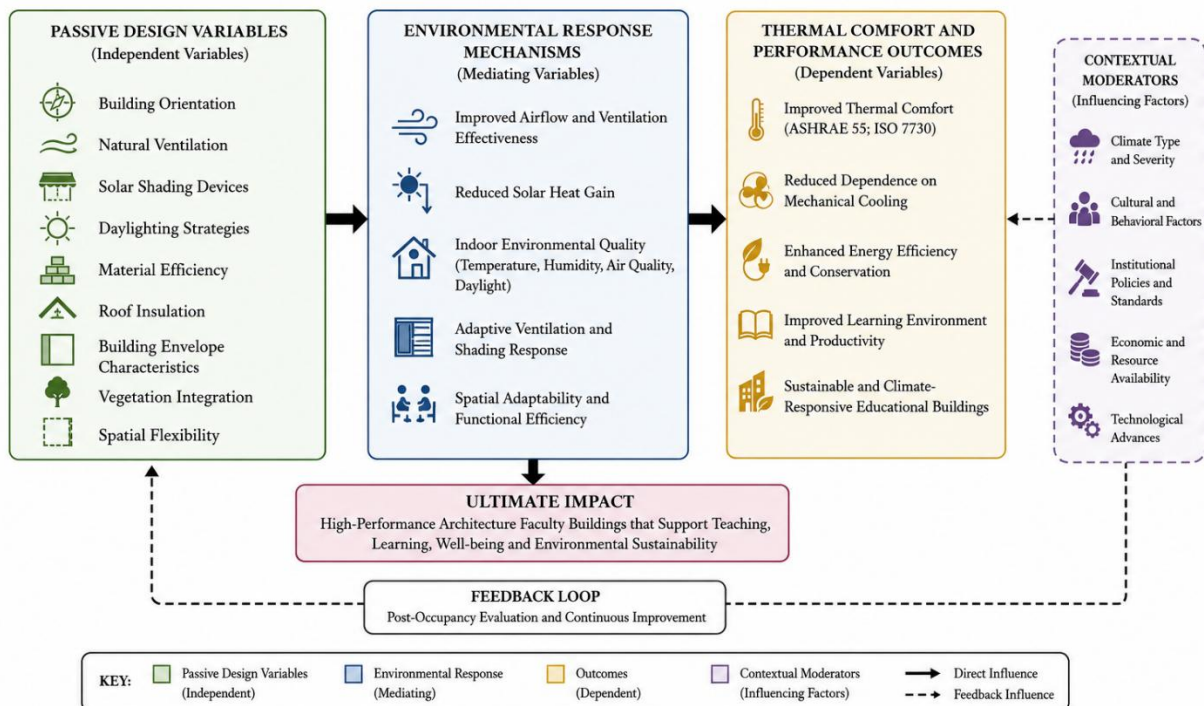 PASSIVE DESIGN VARIABLES
(Independent Variables)
Building Orientation
Natural Ventilation
Solar Shading Devices
Daylighting Strategies
Material Efficiency
Roof Insulation
Building Envelope
Characteristics
Vegetation Integration
Spatial Flexibility
ENVIRONMENTAL RESPONSE
MECHANISMS
(Mediating Variables)
Improved Airflow and Ventilation
Effectiveness
Reduced Solar Heat Gain
Indoor Environmental Quality
(Temperature, Humidity, Air Quality,
Daylight)
Adaptive Ventilation and
Shading Response
Spatial Adaptability and
Functional Efficiency
THERMAL COMFORT AND
PERFORMANCE OUTCOMES
(Dependent Variables)
Improved Thermal Comfort
(ASHRAE 55; ISO 7730)
Reduced Dependence on
Mechanical Cooling
Enhanced Energy Efficiency
and Conservation
Improved Learning Environment
and Productivity
Sustainable and Climate-
Responsive Educational Buildings
CONTEXTUAL
MODERATORS
(Influencing Factors)
Climate Type
and Severity
Cultural and
Behavioral Factors
Institutional
Policies and
Standards
Economic and
Resource
Availability
Technological
Advances
ULTIMATE IMPACT
High-Performance Architecture Faculty Buildings that Support Teaching,
Learning, Well-being and Environmental Sustainability
FEEDBACK LOOP
Post-Occupancy Evaluation and Continuous Improvement
KEY:
Passive Design Variables
(Independent)
Environmental Response
(Mediating)
Outcomes
(Dependent)
Contextual Moderators
(Influencing Factors)
Direct Influence
Feedback Influence